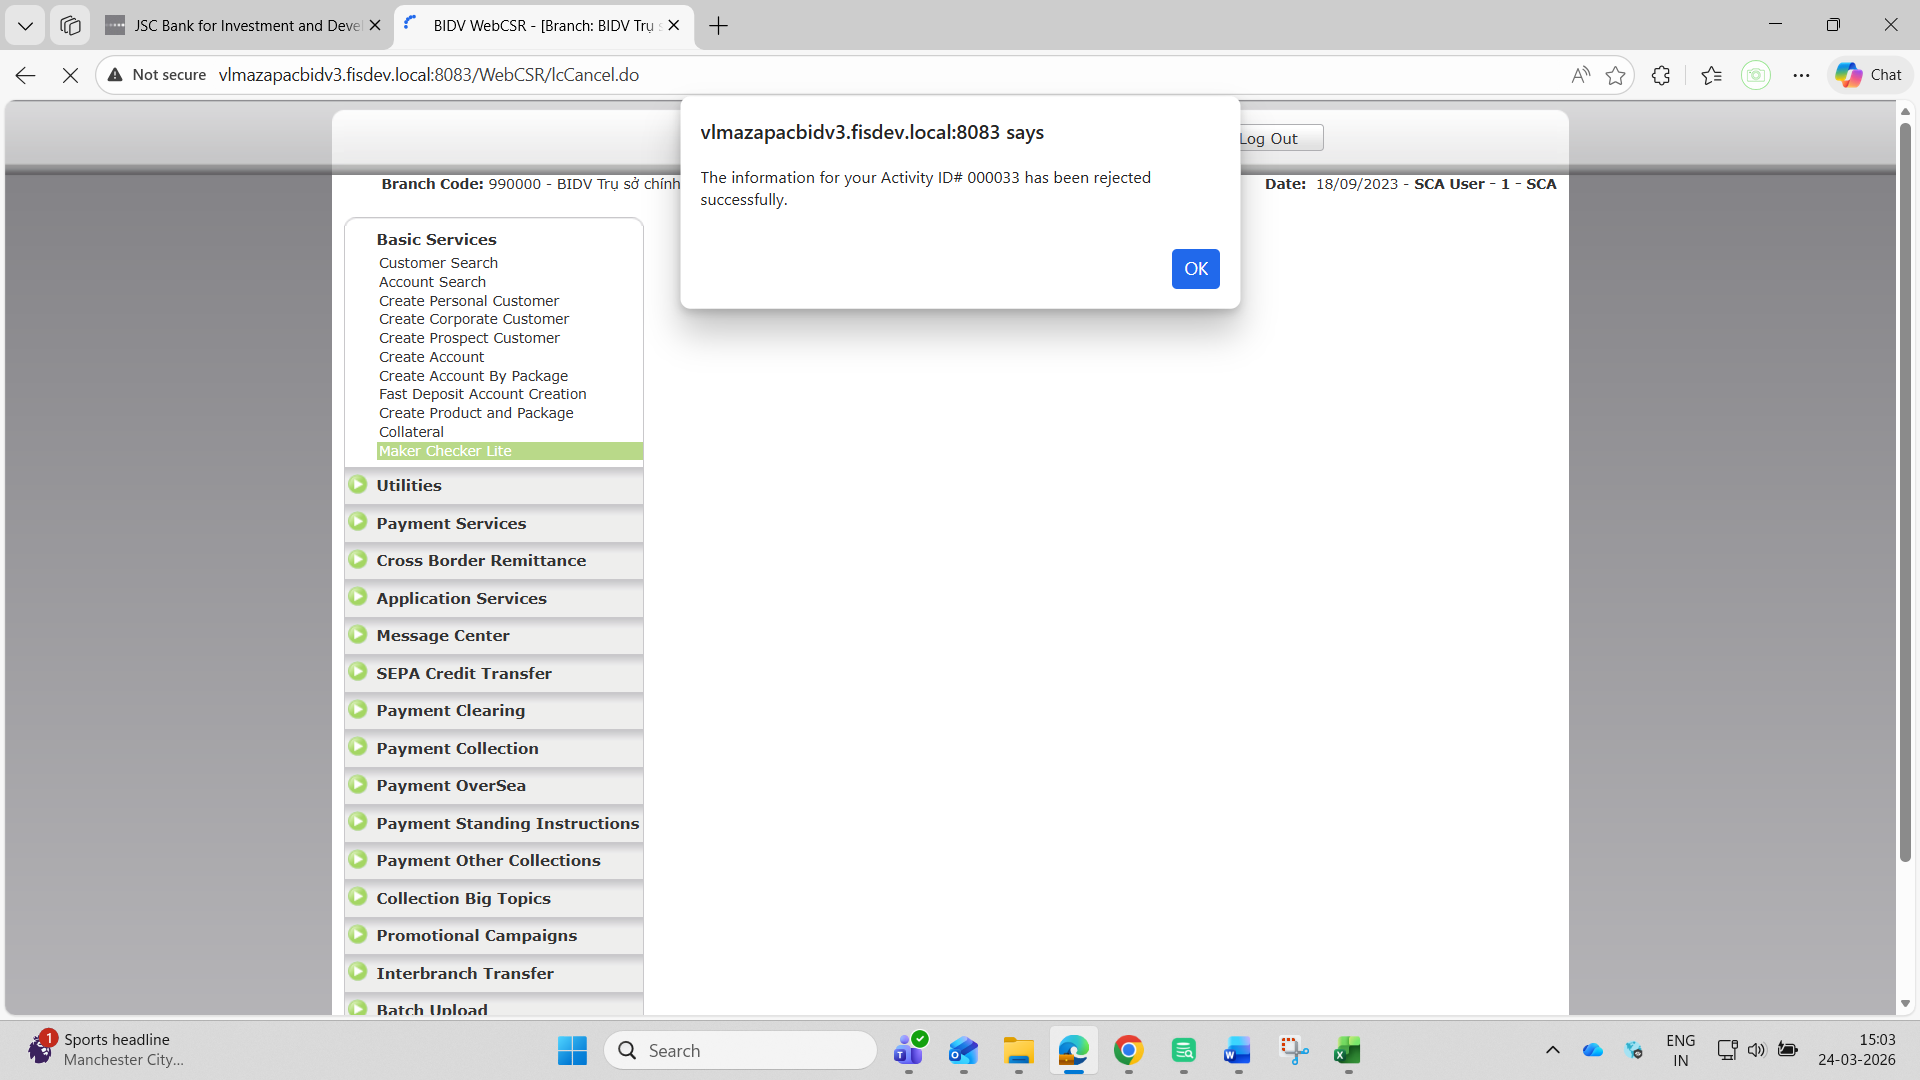 JSC Bank for Investment and Deve
BIDV WebCSR - [Branch: BIDV Trụ s
Not secure
vlmazapacbidv3.fisdev.local:8083/WebCSR/lcCancel.do
Chat
vlmazapacbidv3.fisdev.local:8083 says
The information for your Activity ID# 000033 has been rejected
successfully.
OK
Log Out
Branch Code: 990000 - BIDV Trụ sở chính
Date: 18/09/2023 - SCA User - 1 - SCA
Basic Services
Customer Search
Account Search
Create Personal Customer
Create Corporate Customer
Create Prospect Customer
Create Account
Create Account By Package
Fast Deposit Account Creation
Create Product and Package
Collateral
Maker Checker Lite
Utilities
Payment Services
Cross Border Remittance
Application Services
Message Center
SEPA Credit Transfer
Payment Clearing
Payment Collection
Payment OverSea
Payment Standing Instructions
Payment Other Collections
Collection Big Topics
Promotional Campaigns
Interbranch Transfer
Batch Upload
1
Sports headline
Manchester City...
Search
ENG
IN
15:03
24-03-2026